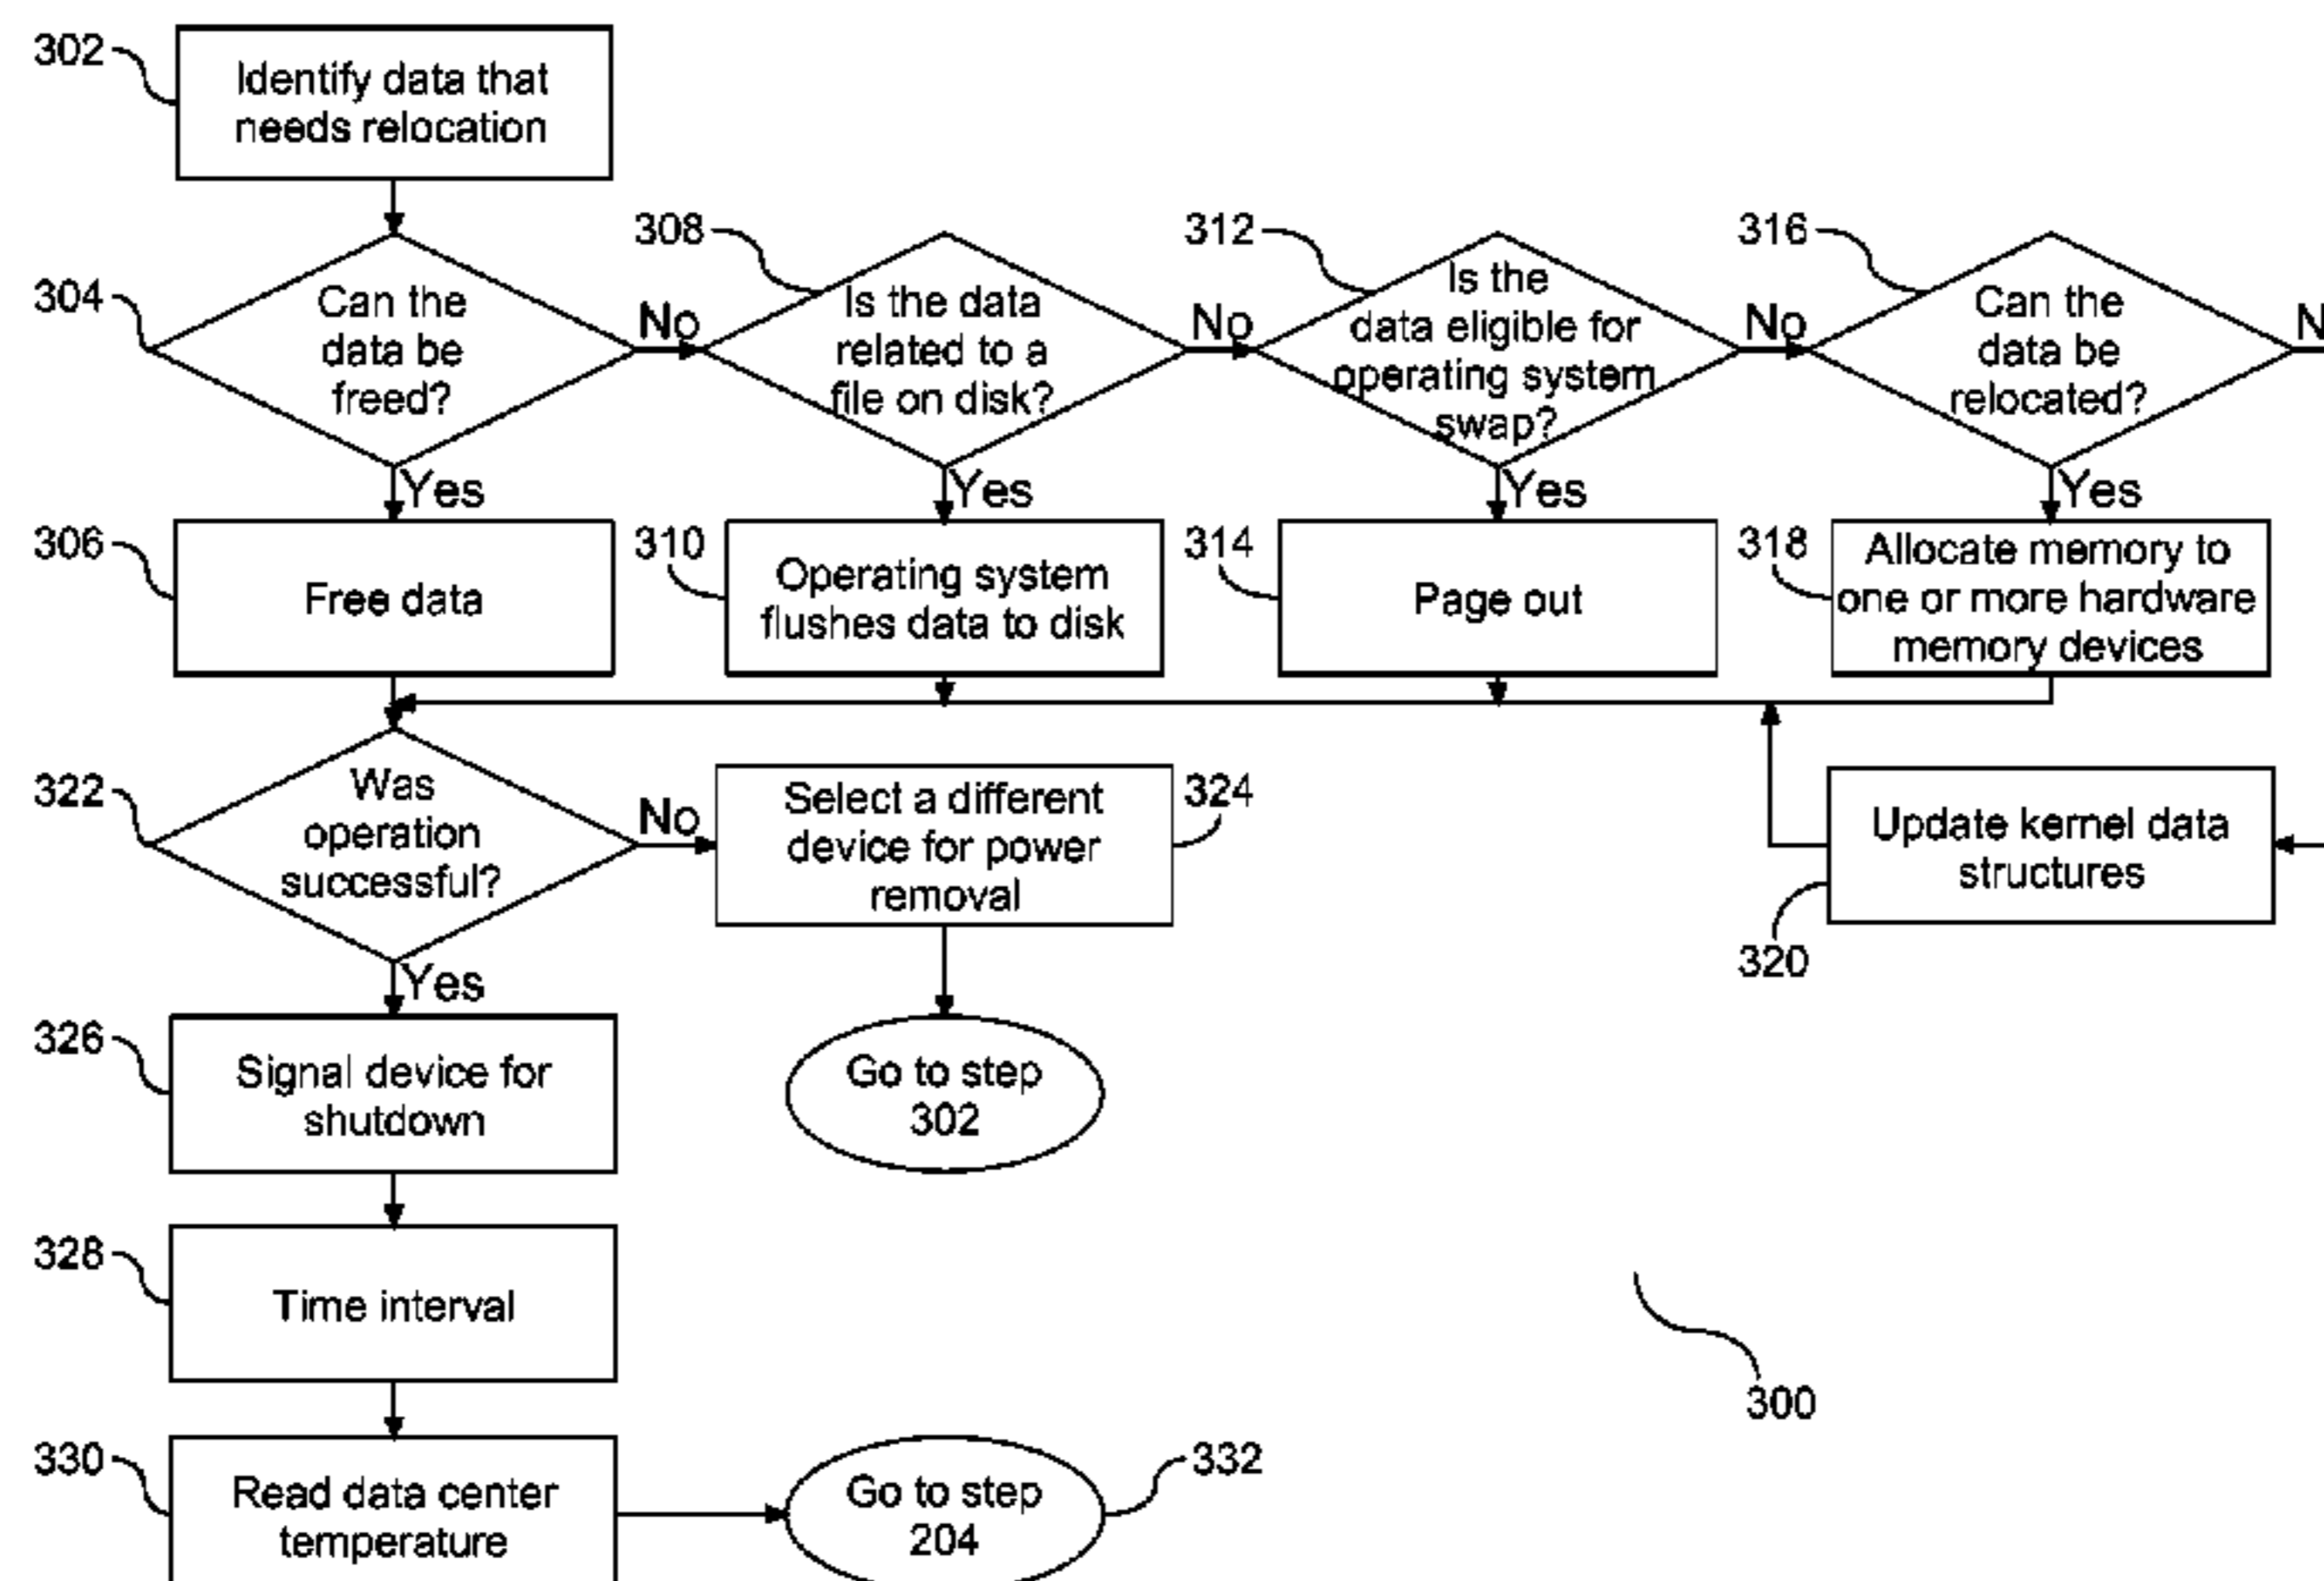 302
Identify data that
needs relocation
304
Can the
data be
freed?
No
308
Is the data
related to a
file on disk?
No
312
Is the
data eligible for
operating system
swap?
No
316
Can the
data be
relocated?
N
Yes
Yes
Yes
Yes
306
Free data
310
Operating system
flushes data to disk
314
Page out
318
Allocate memory to
one or more hardware
memory devices
322
Was
operation
successful?
No
Select a different
device for power
removal
324
Update kernel data
structures
320
Yes
326
Signal device for
shutdown
Go to step
302
328
Time interval
300
330
Read data center
temperature
Go to step
204
332